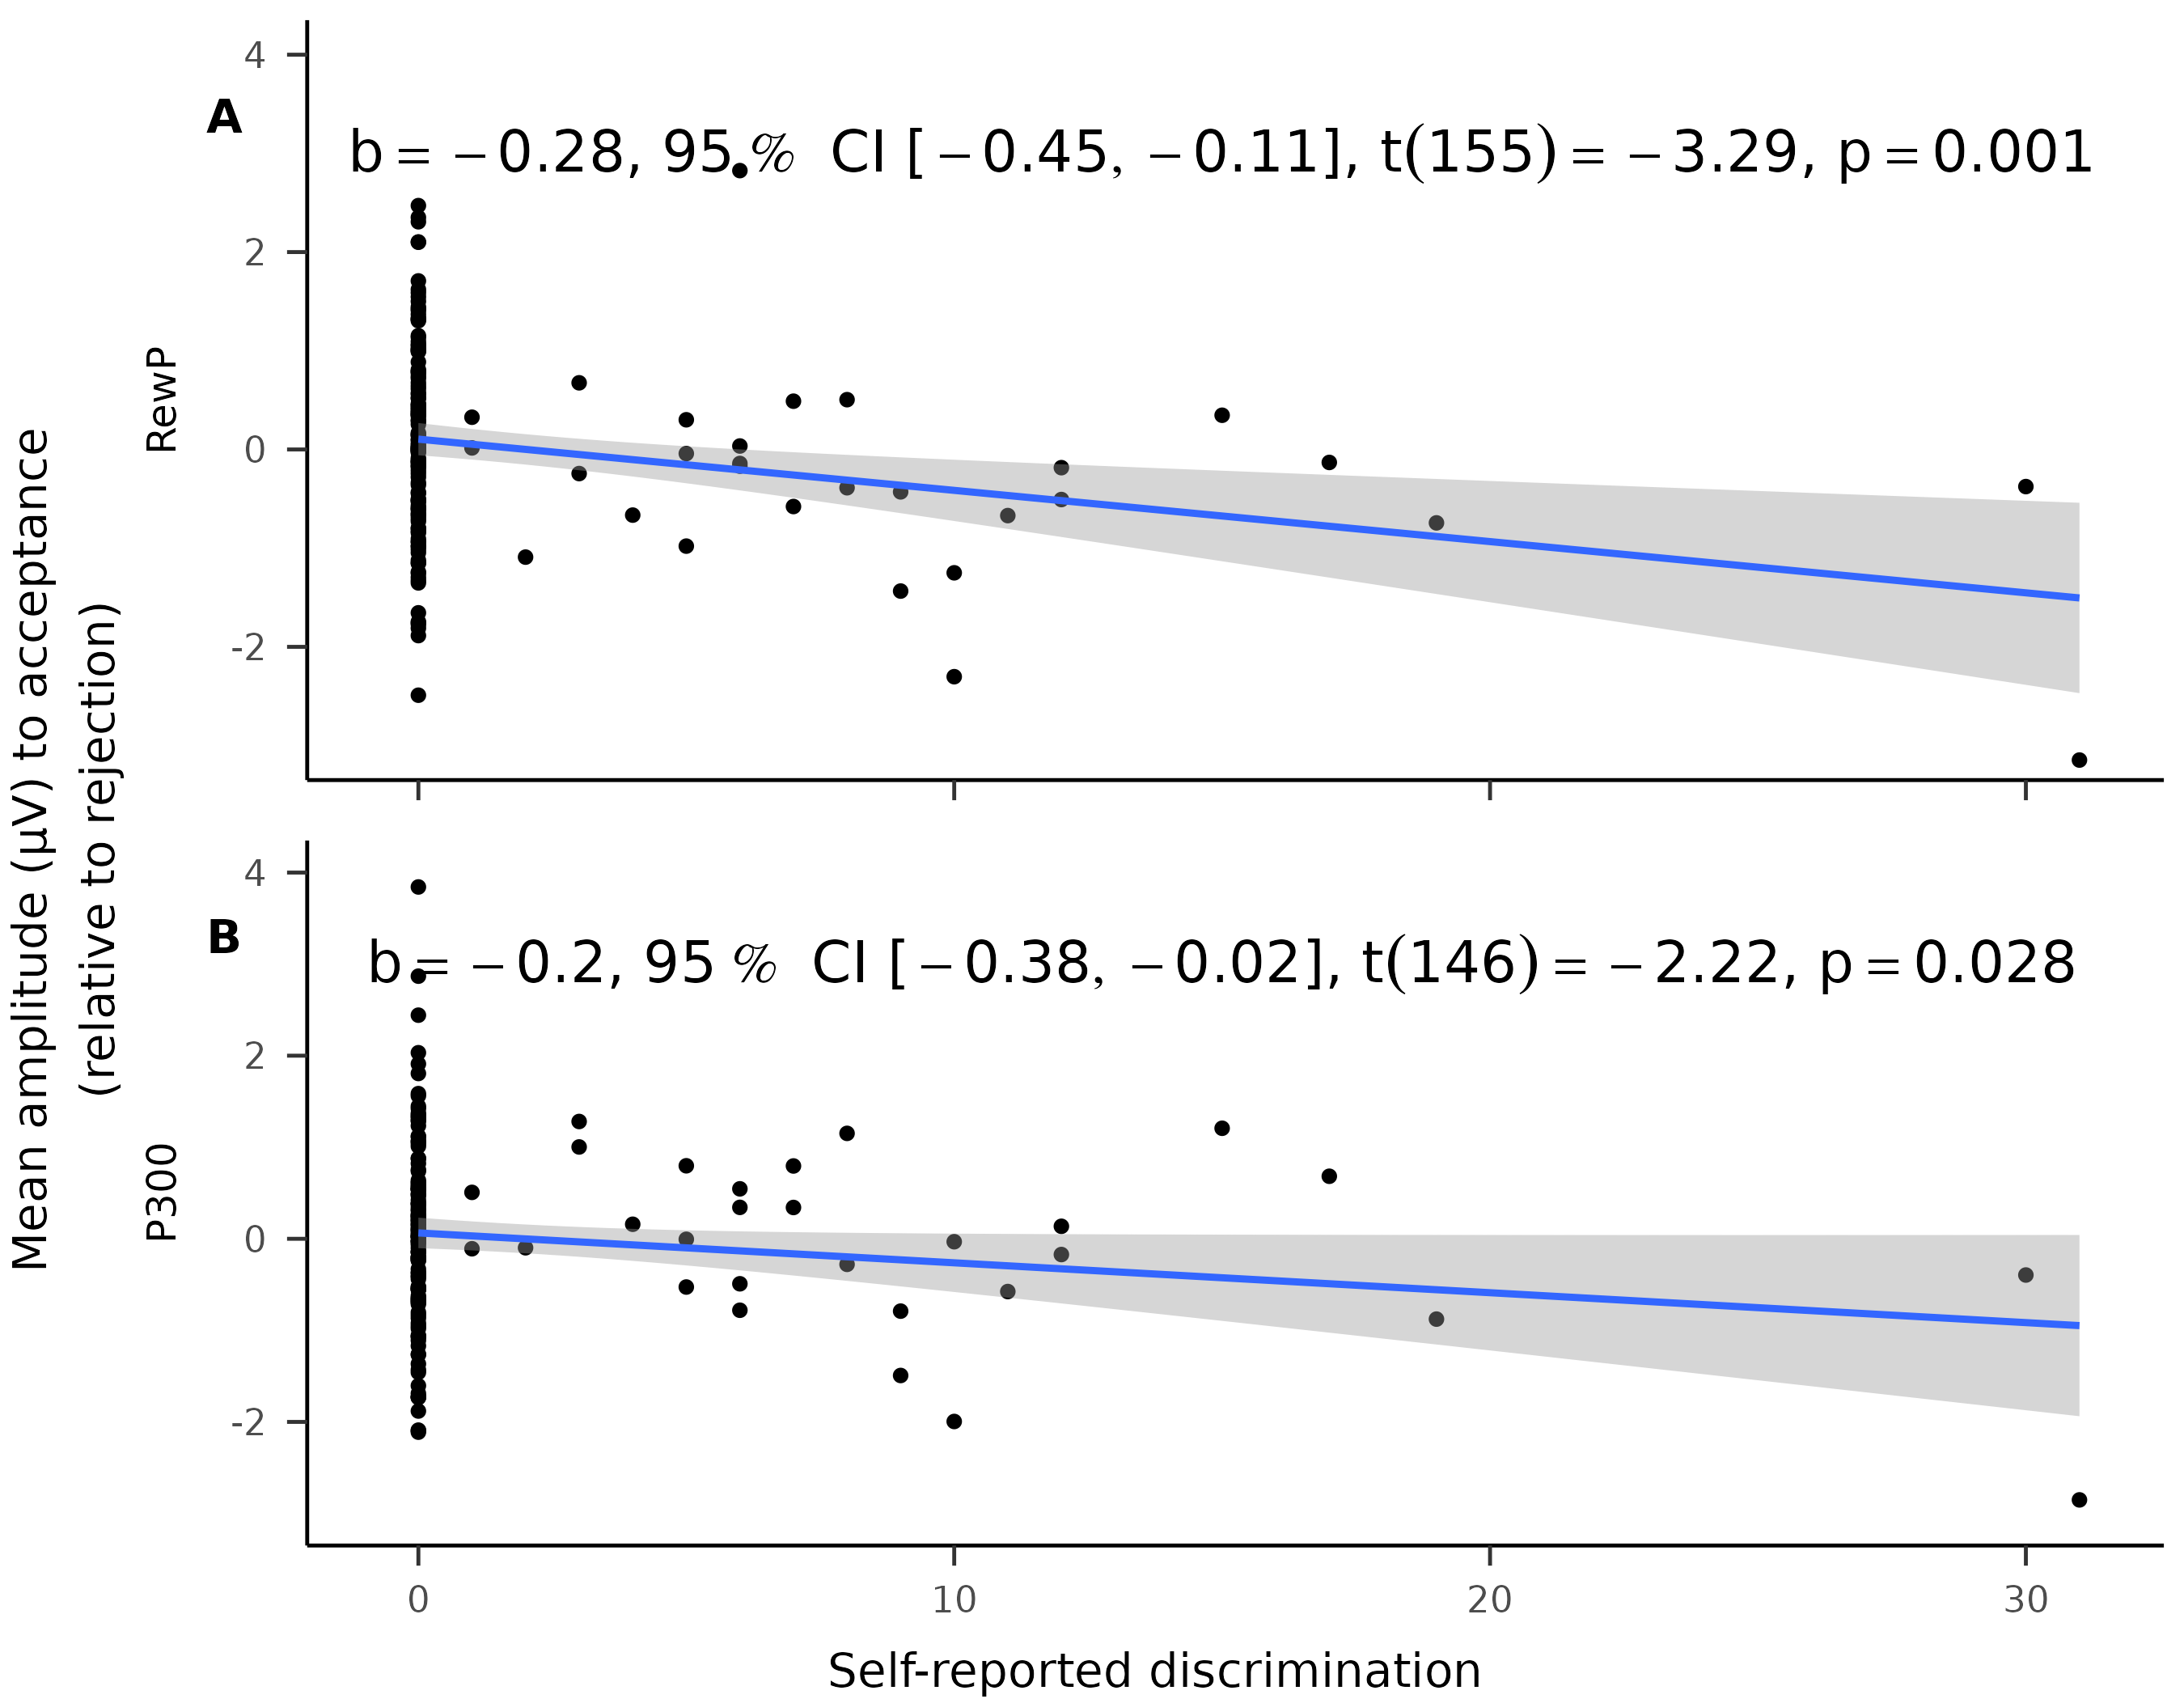 Mean amplitude (µV) to acceptance
(relative to rejection)
A
RewP
4
2
0
-2
b = −0.28, 95 % CI [−0.45, −0.11], t(155) = −3.29, p = 0.001
B
P300
4
2
0
-2
b = −0.2, 95 % CI [−0.38, −0.02], t(146) = −2.22, p = 0.028
0 10 20 30
Self-reported discrimination